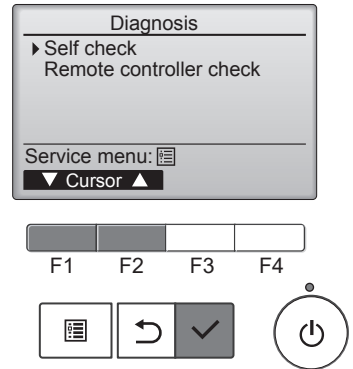 Diagnosis
Self check
Remote controller check
Service menu:
▼ Cursor ▲
F1 F2 F3 F4